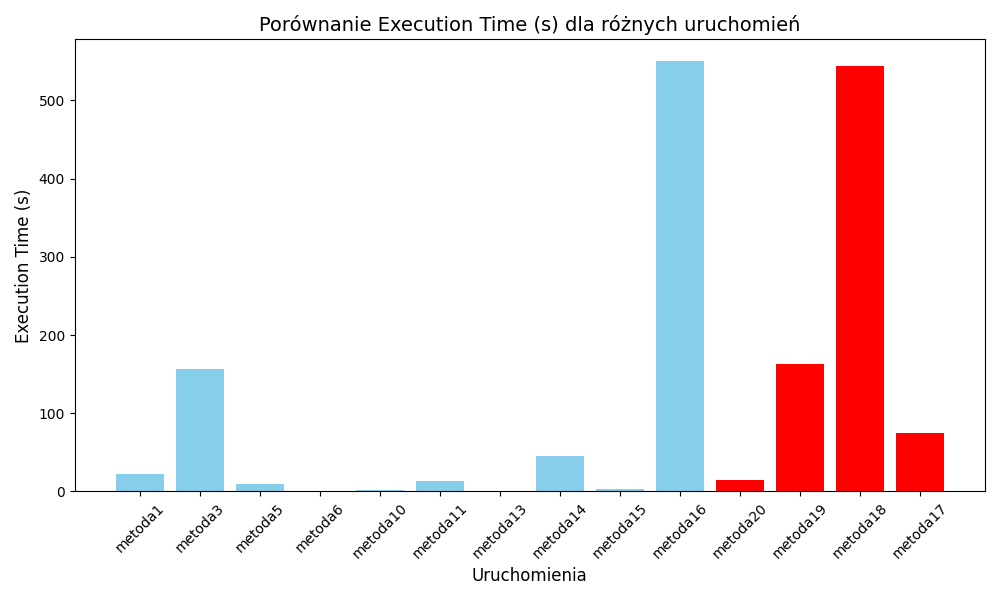 Porównanie Execution Time (s) dla różnych uruchomień
Execution Time (s)
500
400
300
200
100
0
metoda1
metoda3
metoda5
metoda6
metoda10
metoda11
metoda13
metoda14
metoda15
metoda16
metoda20
metoda19
metoda18
metoda17
Uruchomienia